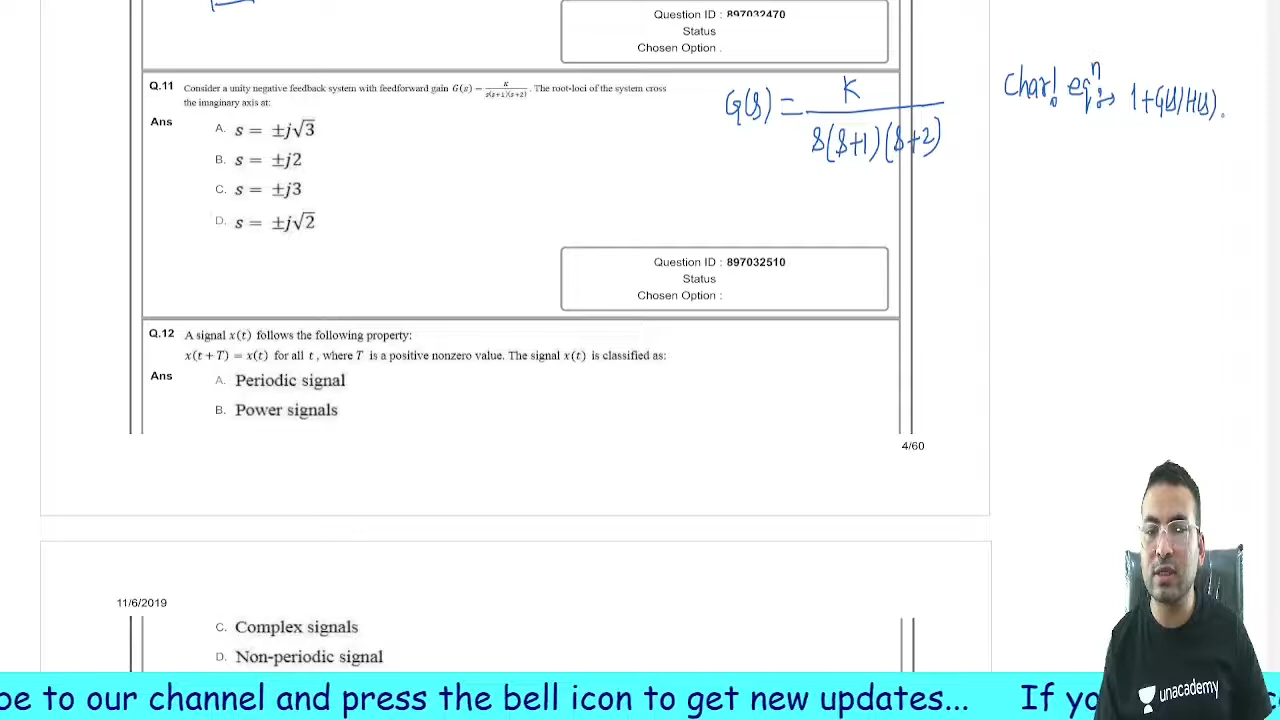 Question ID : 897032470
Status
Chosen Option .
Q.11 Consider a unity negative feedback system with feedforward gain G(s) = K/s(s+1)(s+2). The root-loci of the system cross
the imaginary axis at:
Ans
A. s = ±j√3
B. s = ±j2
C. s = ±j3
D. s = ±j√2
G(s) = K/s(s+1)(s+2)
Char! eqn:→ 1+G(s)H(s).
Question ID : 897032510
Status
Chosen Option :
Q.12 A signal x(t) follows the following property:
x(t + T) = x(t) for all t , where T is a positive nonzero value. The signal x(t) is classified as:
Ans
A. Periodic signal
B. Power signals
4/60
11/6/2019
C. Complex signals
D. Non-periodic signal
unacademy
to our channel and press the bell icon to get new updates... If